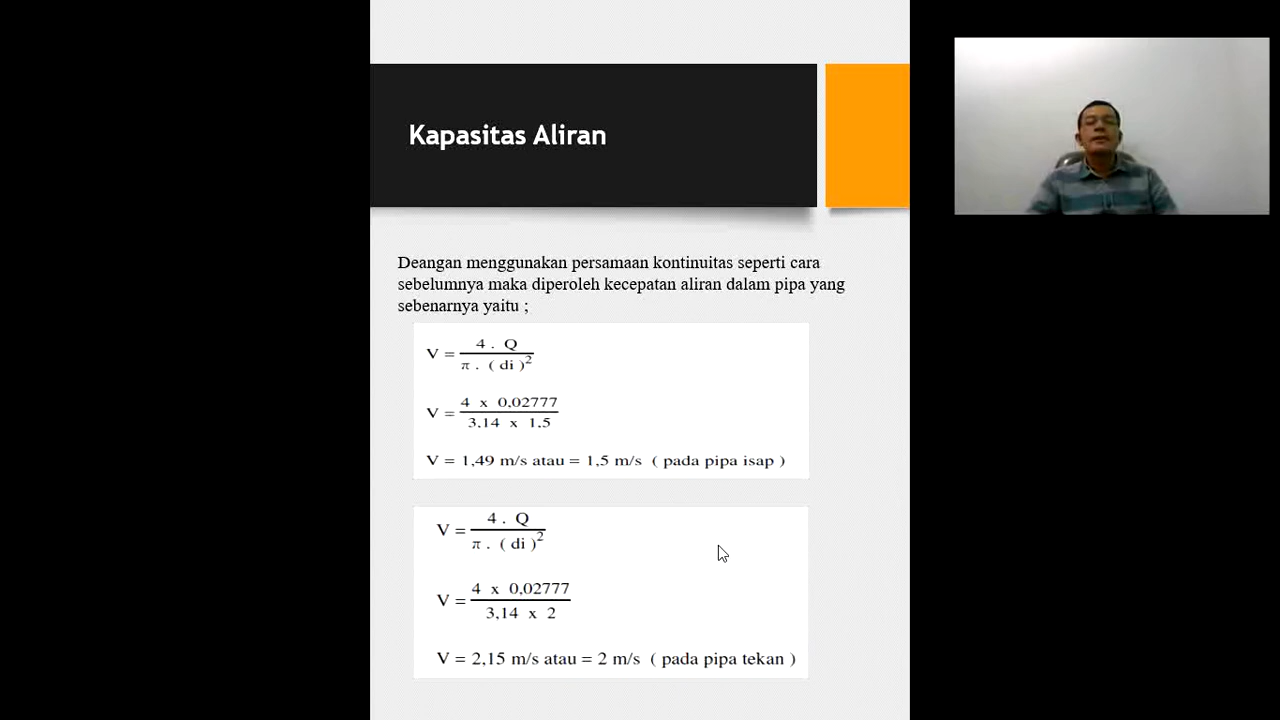 Kapasitas Aliran
Deangan menggunakan persamaan kontinuitas seperti cara
sebelumnya maka diperoleh kecepatan aliran dalam pipa yang
sebenarnya yaitu ;
V = 4 . Q / π . ( di )²
V = 4 x 0,02777 / 3,14 x 1,5
V = 1,49 m/s atau = 1,5 m/s ( pada pipa isap )
V = 4 . Q / π . ( di )²
V = 4 x 0,02777 / 3,14 x 2
V = 2,15 m/s atau = 2 m/s ( pada pipa tekan )